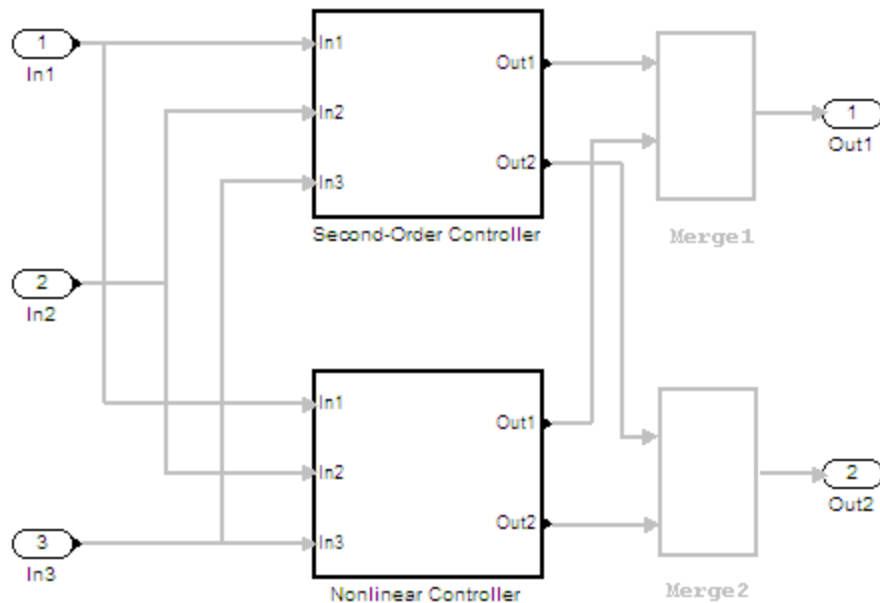 1
In1
In1
In2
In3
Out1
Out2
Second-Order Controller
Merge1
1
Out1
2
In2
In1
In2
In3
Out1
Out2
Nonlinear Controller
Merge2
2
Out2
3
In3